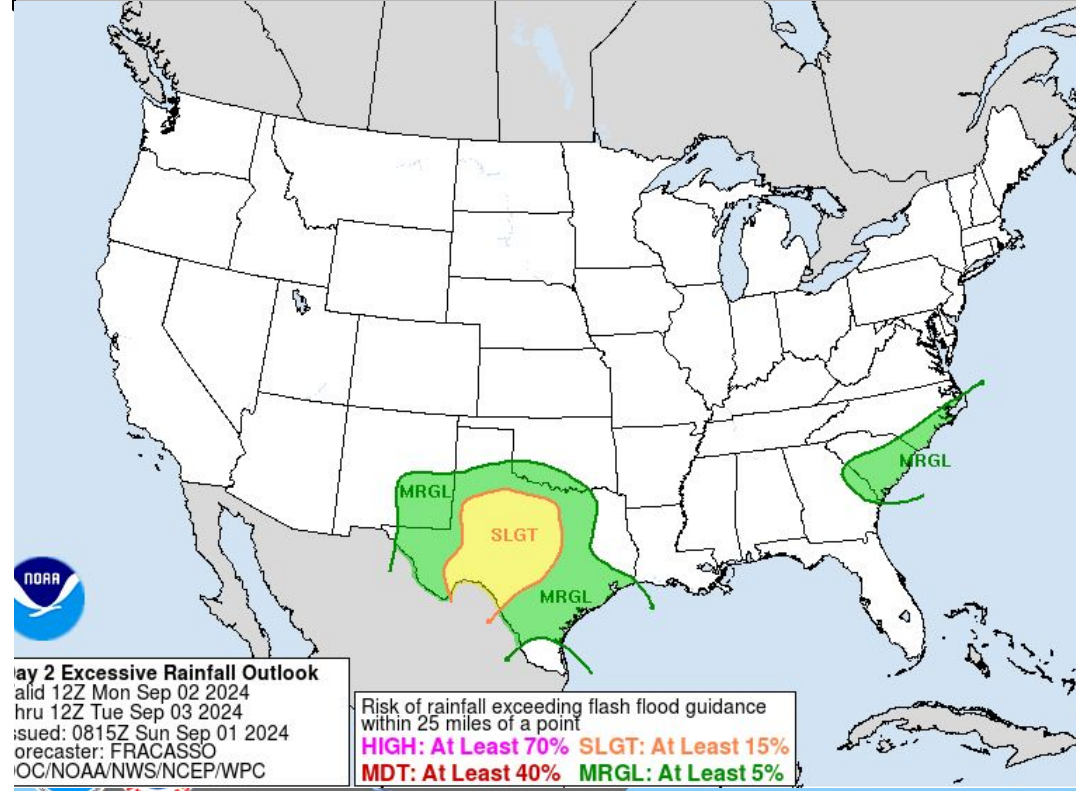 MRGL
SLGT
MRGL
MRGL
NOAA
ay 2 Excessive Rainfall Outlook
alid 12Z Mon Sep 02 2024
hru 12Z Tue Sep 03 2024
ssued: 0815Z Sun Sep 01 2024
orecaster: FRACASSO
DOC/NOAA/NWS/NCEP/WPC
Risk of rainfall exceeding flash flood guidance
within 25 miles of a point
HIGH: At Least 70% SLGT: At Least 15%
MDT: At Least 40% MRGL: At Least 5%